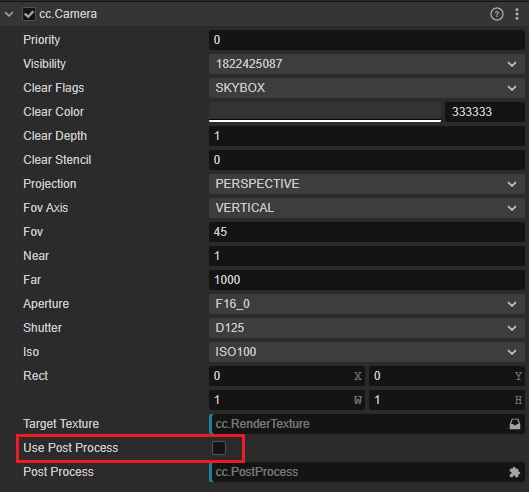 cc.Camera
Priority 0
Visibility 1822425087
Clear Flags SKYBOX
Clear Color 333333
Clear Depth 1
Clear Stencil 0
Projection PERSPECTIVE
Fov Axis VERTICAL
Fov 45
Near 1
Far 1000
Aperture F16_0
Shutter D125
Iso ISO100
Rect 0 X 0 Y
1 W 1 H
Target Texture cc.RenderTexture
Use Post Process
Post Process cc.PostProcess